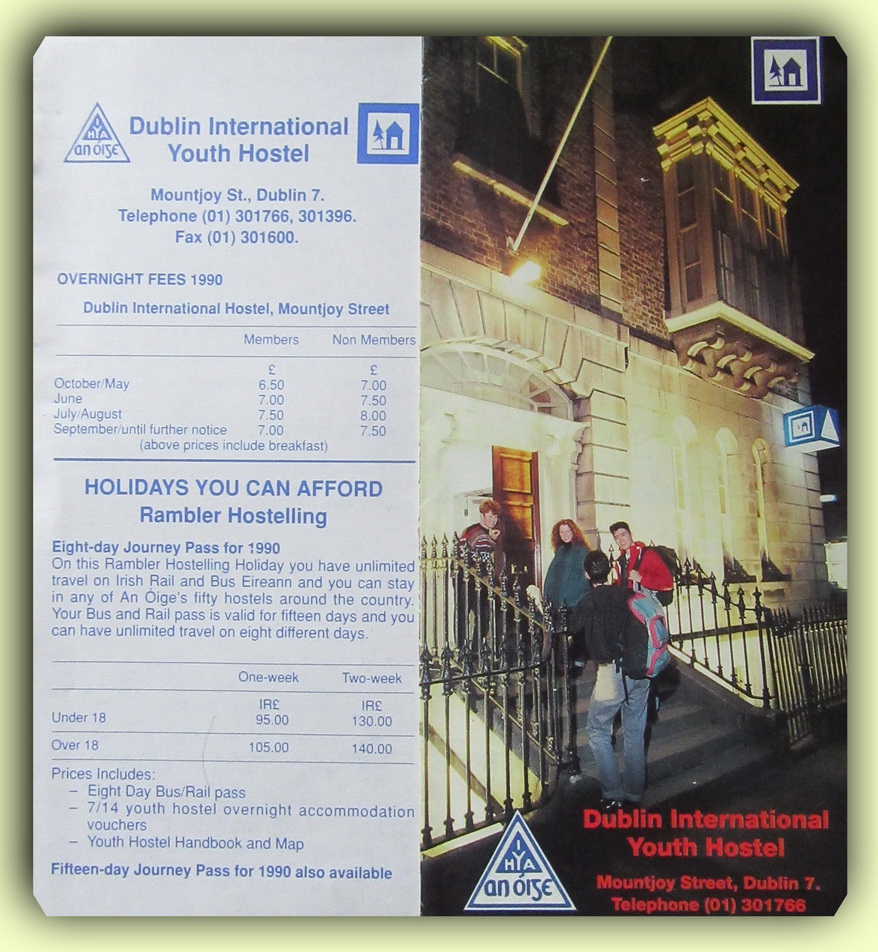 IYHA
an óige
Dublin International
Youth Hostel
Mountjoy St., Dublin 7.
Telephone (01) 301766, 301396.
Fax (01) 301600.
OVERNIGHT FEES 1990
Dublin International Hostel, Mountjoy Street
Members Non Members
£ £
October/May 6.50 7.00
June 7.00 7.50
July/August 7.50 8.00
September/until further notice 7.00 7.50
(above prices include breakfast)
HOLIDAYS YOU CAN AFFORD
Rambler Hostelling
Eight-day Journey Pass for 1990
On this Rambler Hostelling Holiday you have unlimited
travel on Irish Rail and Bus Eireann and you can stay
in any of An Óige's fifty hostels around the country.
Your Bus and Rail pass is valid for fifteen days and you
can have unlimited travel on eight different days.
One-week Two-week
IR£ IR£
Under 18 95.00 130.00
Over 18 105.00 140.00
Prices Includes:
– Eight Day Bus/Rail pass
– 7/14 youth hostel overnight accommodation
vouchers
– Youth Hostel Handbook and Map
Fifteen-day Journey Pass for 1990 also available
IYHA
an óige
Dublin International
Youth Hostel
Mountjoy Street, Dublin 7.
Telephone (01) 301766